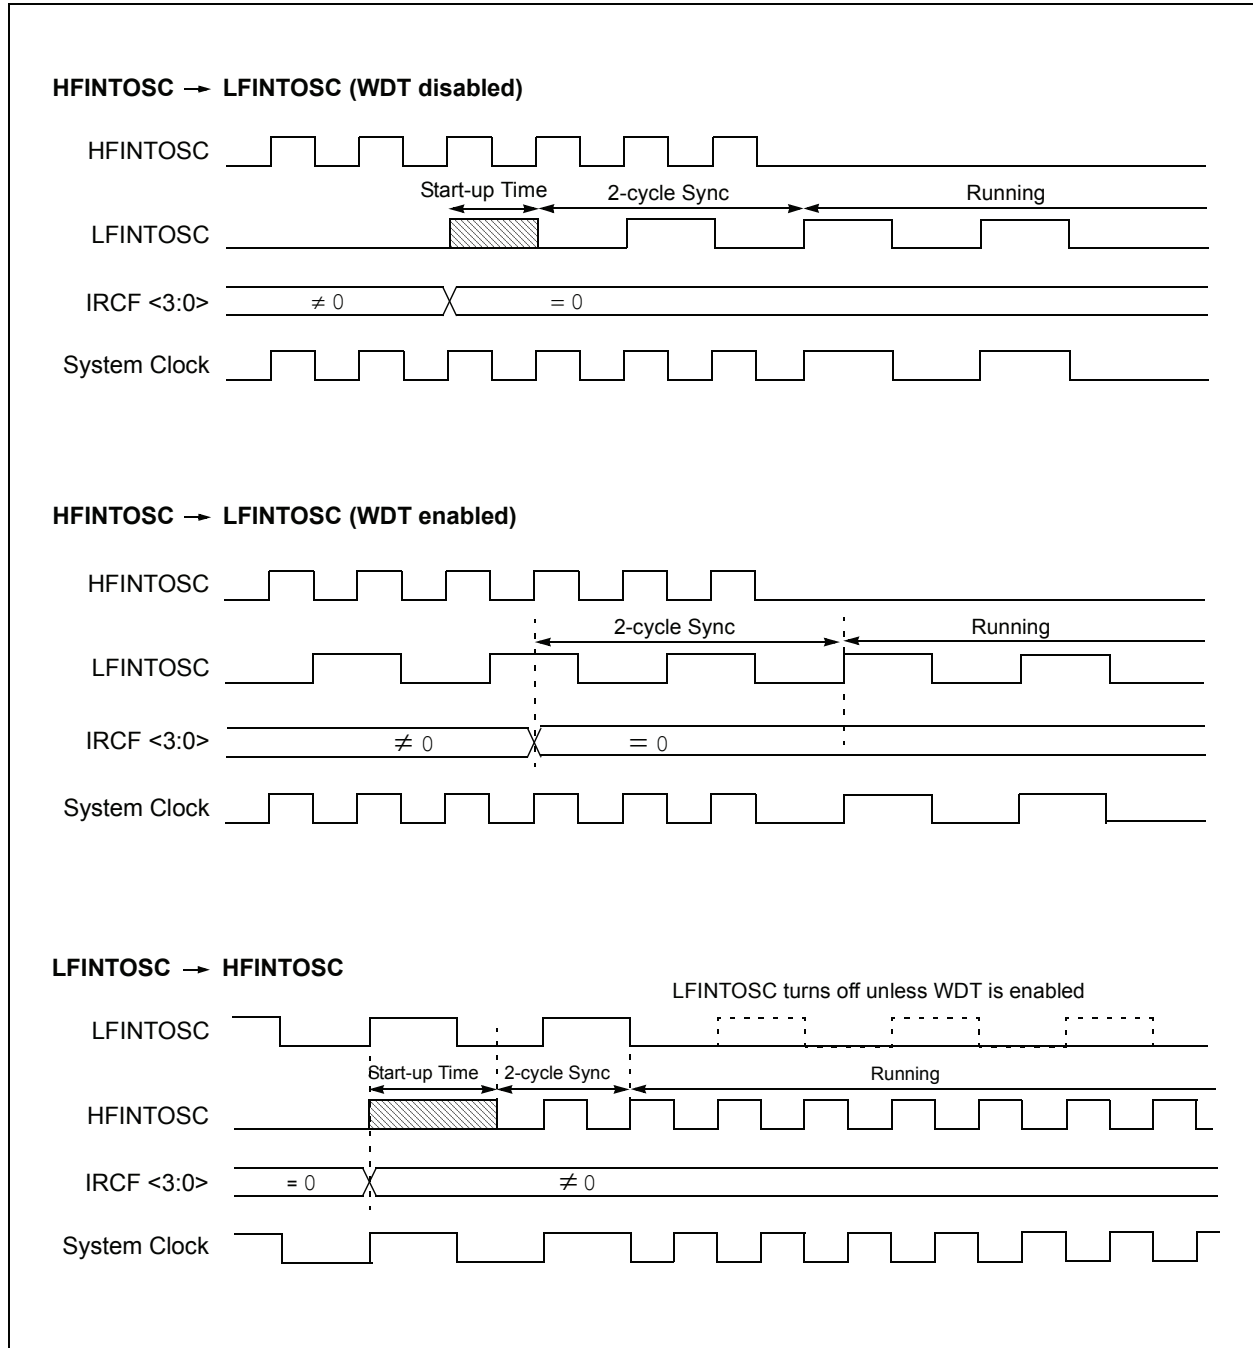 HFINTOSC → LFINTOSC (WDT disabled)
HFINTOSC
Start-up Time 2-cycle Sync Running
LFINTOSC
IRCF <3:0> ≠ 0 = 0
System Clock
HFINTOSC → LFINTOSC (WDT enabled)
HFINTOSC
2-cycle Sync Running
LFINTOSC
IRCF <3:0> ≠ 0 = 0
System Clock
LFINTOSC → HFINTOSC
LFINTOSC turns off unless WDT is enabled
LFINTOSC
Start-up Time 2-cycle Sync Running
HFINTOSC
IRCF <3:0> = 0 ≠ 0
System Clock